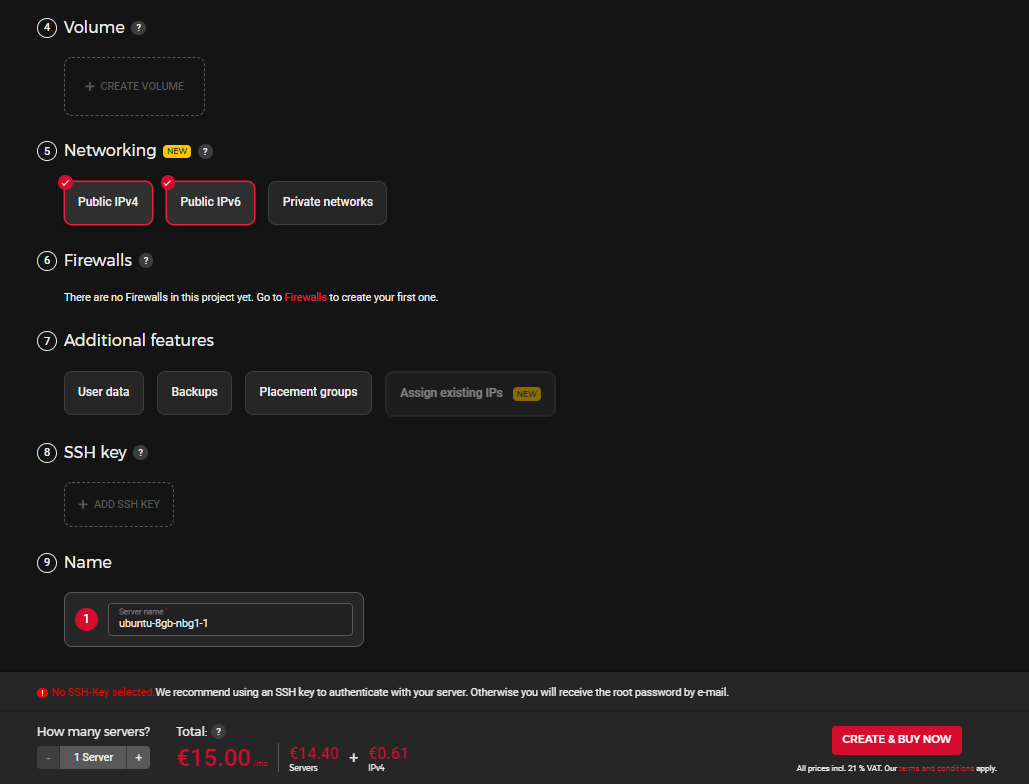 4 Volume ?
+ CREATE VOLUME
5 Networking NEW ?
Public IPv4 Public IPv6 Private networks
6 Firewalls ?
There are no Firewalls in this project yet. Go to Firewalls to create your first one.
7 Additional features
User data Backups Placement groups Assign existing IPs NEW
8 SSH key ?
+ ADD SSH KEY
9 Name
Server name *
1 ubuntu-8gb-nbg1-1
! No SSH-Key selected We recommend using an SSH key to authenticate with your server. Otherwise you will receive the root password by e-mail.
How many servers? Total: ?
- 1 Server + €15.00 /mo €14.40 + €0.61
Servers IPv4
CREATE & BUY NOW
All prices incl. 21 % VAT. Our terms and conditions apply.